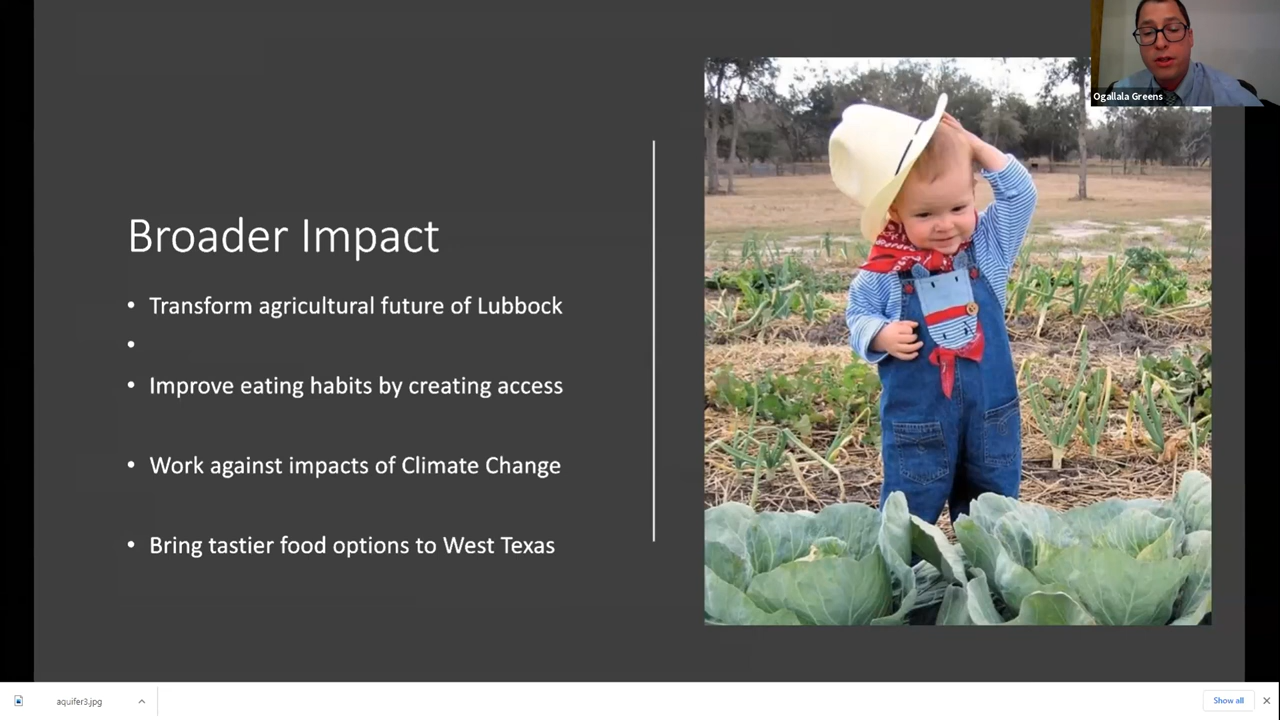 Ogallala Greens
Broader Impact
• Transform agricultural future of Lubbock
•
• Improve eating habits by creating access
• Work against impacts of Climate Change
• Bring tastier food options to West Texas
aquifer3.jpg
Show all